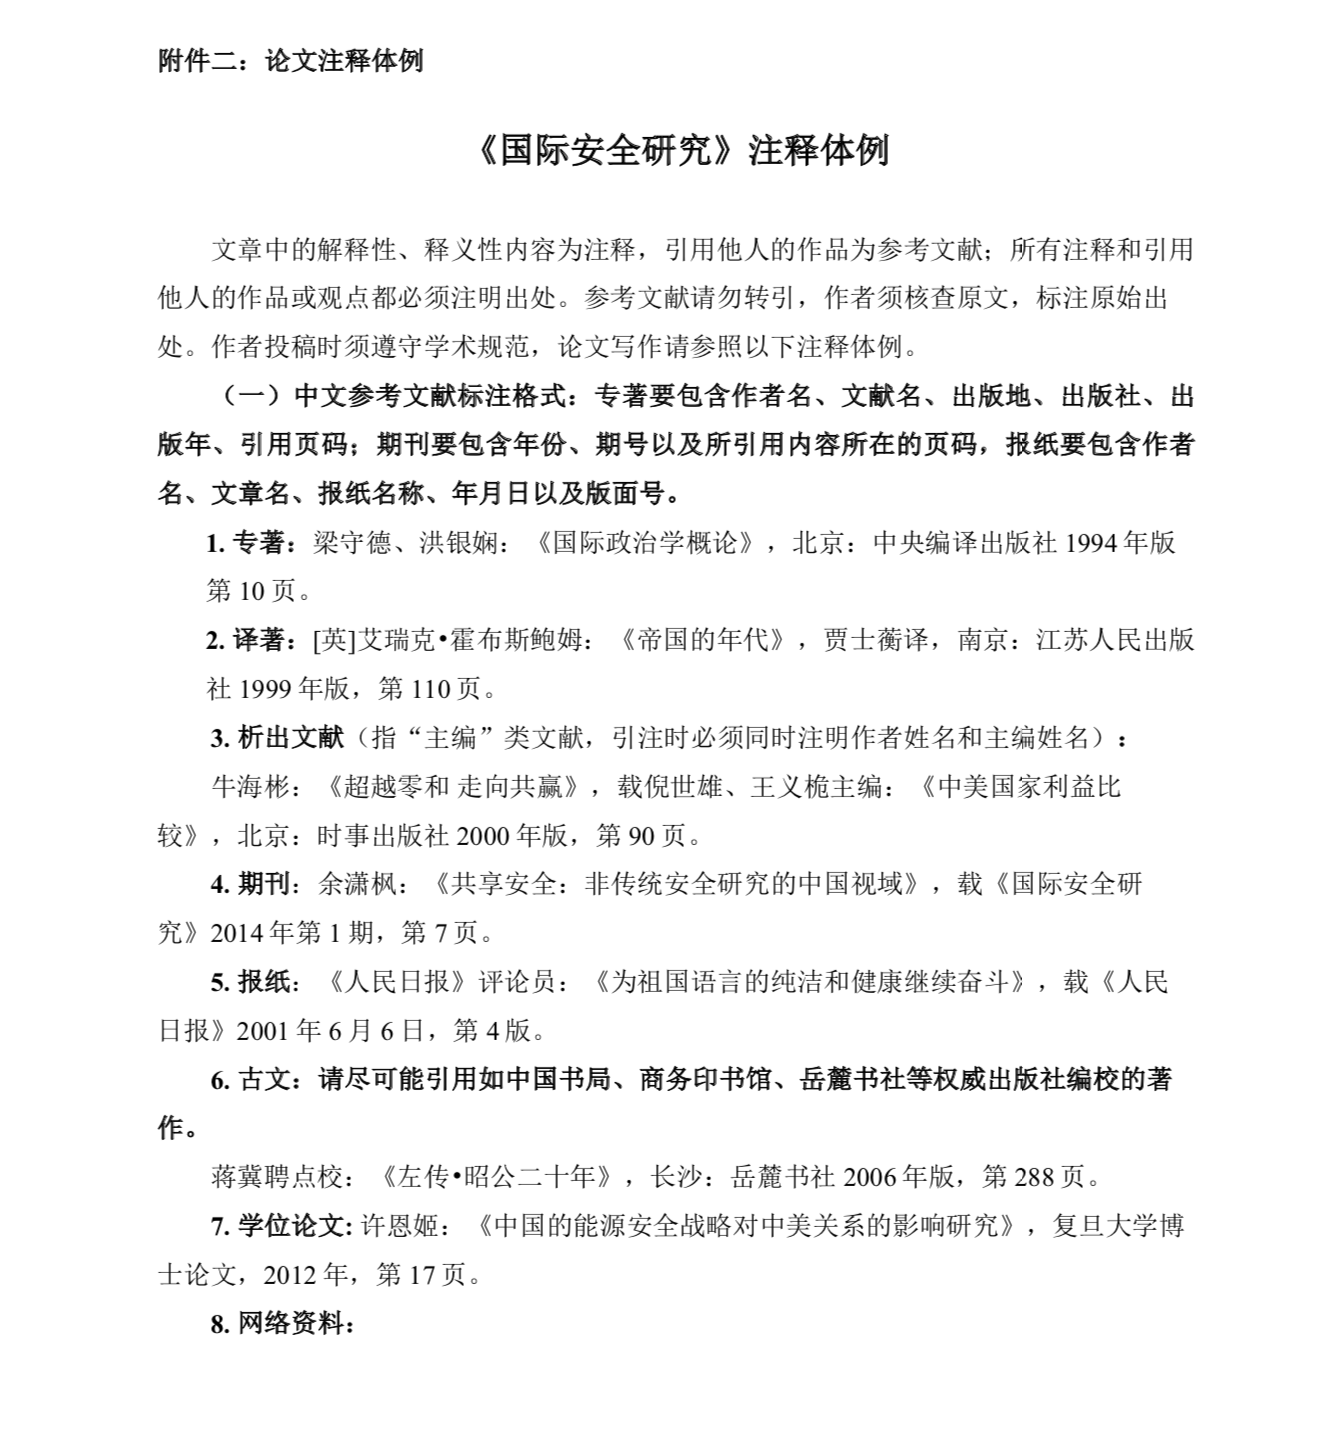 附件二：论文注释体例
《国际安全研究》注释体例
文章中的解释性、释义性内容为注释，引用他人的作品为参考文献；所有注释和引用
他人的作品或观点都必须注明出处。参考文献请勿转引，作者须核查原文，标注原始出
处。作者投稿时须遵守学术规范，论文写作请参照以下注释体例。
（一）中文参考文献标注格式：专著要包含作者名、文献名、出版地、出版社、出
版年、引用页码；期刊要包含年份、期号以及所引用内容所在的页码，报纸要包含作者
名、文章名、报纸名称、年月日以及版面号。
1. 专著：梁守德、洪银娴：《国际政治学概论》，北京：中央编译出版社 1994 年版
第 10 页。
2. 译著：[英]艾瑞克•霍布斯鲍姆：《帝国的年代》，贾士蘅译，南京：江苏人民出版
社 1999 年版，第 110 页。
3. 析出文献（指“主编”类文献，引注时必须同时注明作者姓名和主编姓名）：
牛海彬：《超越零和 走向共赢》，载倪世雄、王义桅主编：《中美国家利益比
较》，北京：时事出版社 2000 年版，第 90 页。
4. 期刊：余潇枫：《共享安全：非传统安全研究的中国视域》，载《国际安全研
究》2014 年第 1 期，第 7 页。
5. 报纸：《人民日报》评论员：《为祖国语言的纯洁和健康继续奋斗》，载《人民
日报》2001 年 6 月 6 日，第 4 版。
6. 古文：请尽可能引用如中国书局、商务印书馆、岳麓书社等权威出版社编校的著
作。
蒋冀聘点校：《左传•昭公二十年》，长沙：岳麓书社 2006 年版，第 288 页。
7. 学位论文: 许恩姬：《中国的能源安全战略对中美关系的影响研究》，复旦大学博
士论文，2012 年，第 17 页。
8. 网络资料：